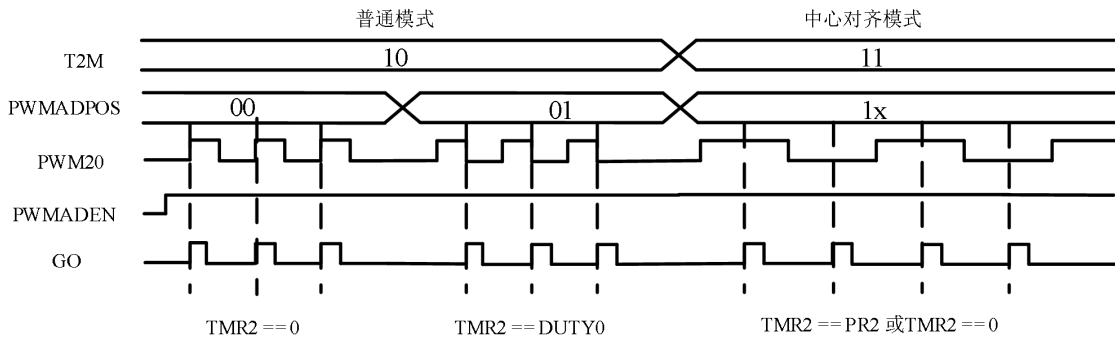 普通模式 中心对齐模式
T2M 10 11
PWMADPOS 00 01 1x
PWM20
PWMADEN
GO
TMR2 == 0 TMR2 == DUTY0 TMR2 == PR2 或TMR2 == 0